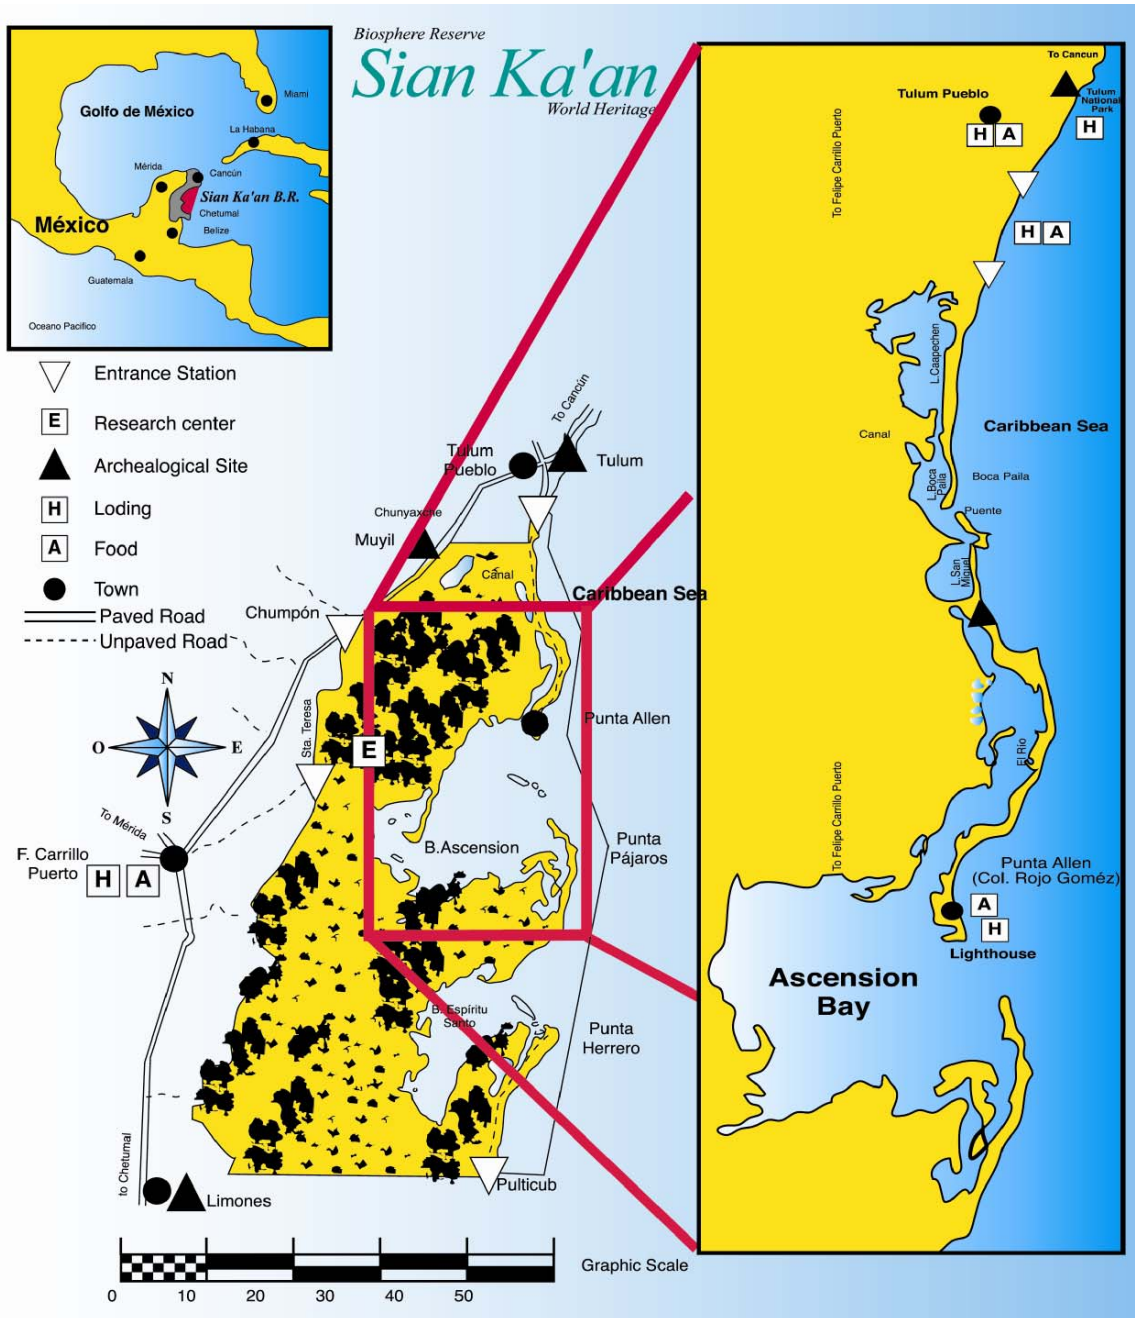 Biosphere Reserve
Sian Ka'an
World Heritage
Golfo de México
Miami
La Habana
Mérida
Cancún
Sian Ka'an B.R.
Chetumal
México
Belize
Guatemala
Oceano Pacifico
Entrance Station
E
Research center
Archealogical Site
H
Loding
A
Food
Town
Paved Road
Unpaved Road
N
O
E
S
To Cancún
Tulum
Pueblo
Tulum
Chunyaxche
Muyil
Canal
Caribbean Sea
Chumpón
Sta. Teresa
E
Punta Allen
To Mérida
F. Carrillo
Puerto
H A
B.Ascension
Punta
Pájaros
B. Espíritu
Santo
Punta
Herrero
to Chetumal
Limones
Pulticub
Graphic Scale
0 10 20 30 40 50
To Cancun
Tulum Pueblo
Tulum
National
Park
H A
H
To Felipe Carrillo Puerto
H A
L.Caapechen
Caribbean Sea
Canal
L.Boca
Paila
Boca Paila
Puente
L.San
Miguel
El Rio
To Felipe Carrillo Puerto
Punta Allen
(Col. Rojo Goméz)
A
H
Lighthouse
Ascension
Bay